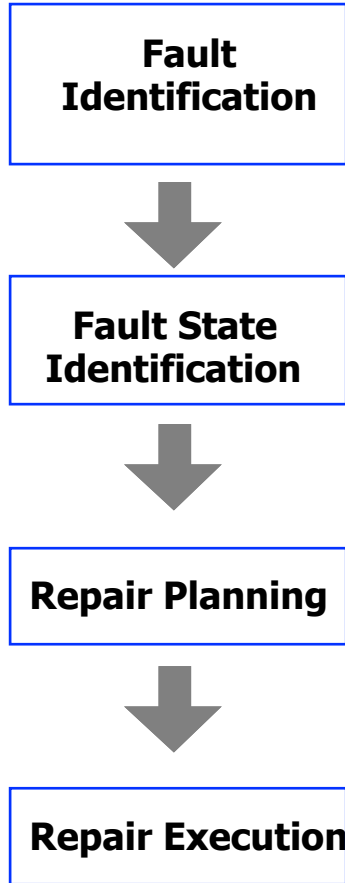 Fault
Identification
Fault State
Identification
Repair Planning
Repair Execution